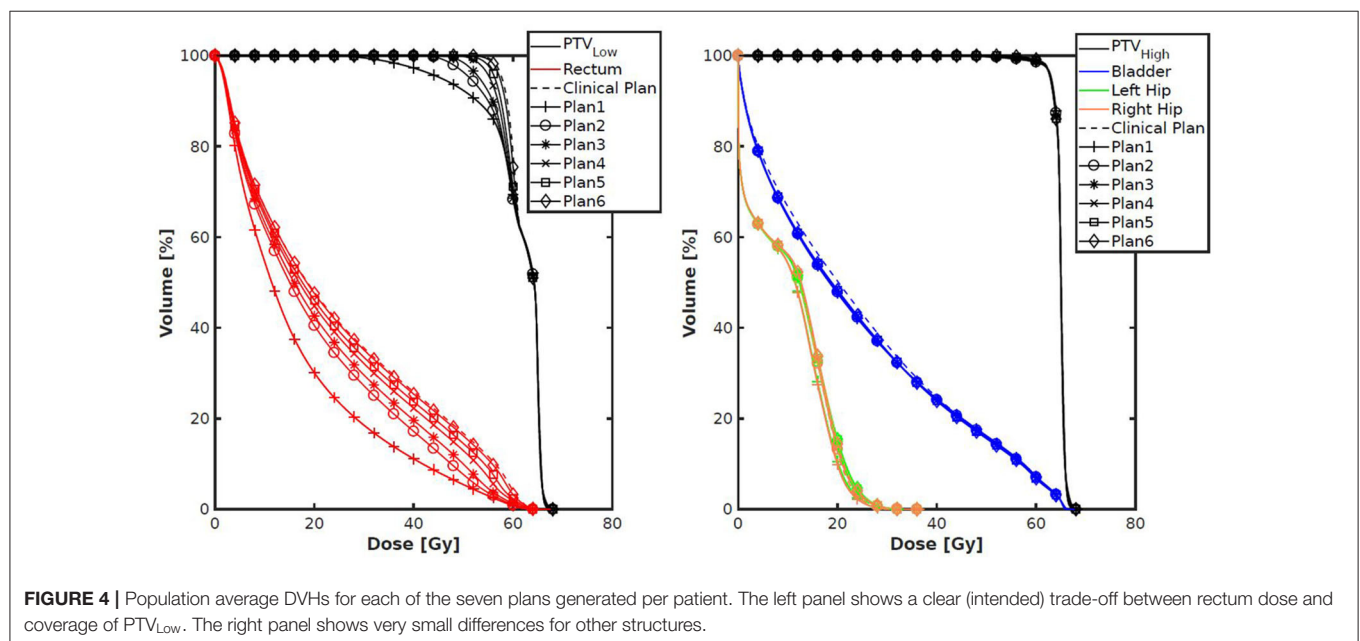 PTV_Low
Rectum
Clinical Plan
Plan1
Plan2
Plan3
Plan4
Plan5
Plan6
100
80
60
40
20
0
Volume [%]
0 20 40 60 80
Dose [Gy]
PTV_High
Bladder
Left Hip
Right Hip
Clinical Plan
Plan1
Plan2
Plan3
Plan4
Plan5
Plan6
100
80
60
40
20
0
Volume [%]
0 20 40 60 80
Dose [Gy]
FIGURE 4 | Population average DVHs for each of the seven plans generated per patient. The left panel shows a clear (intended) trade-off between rectum dose and
coverage of PTV_Low. The right panel shows very small differences for other structures.